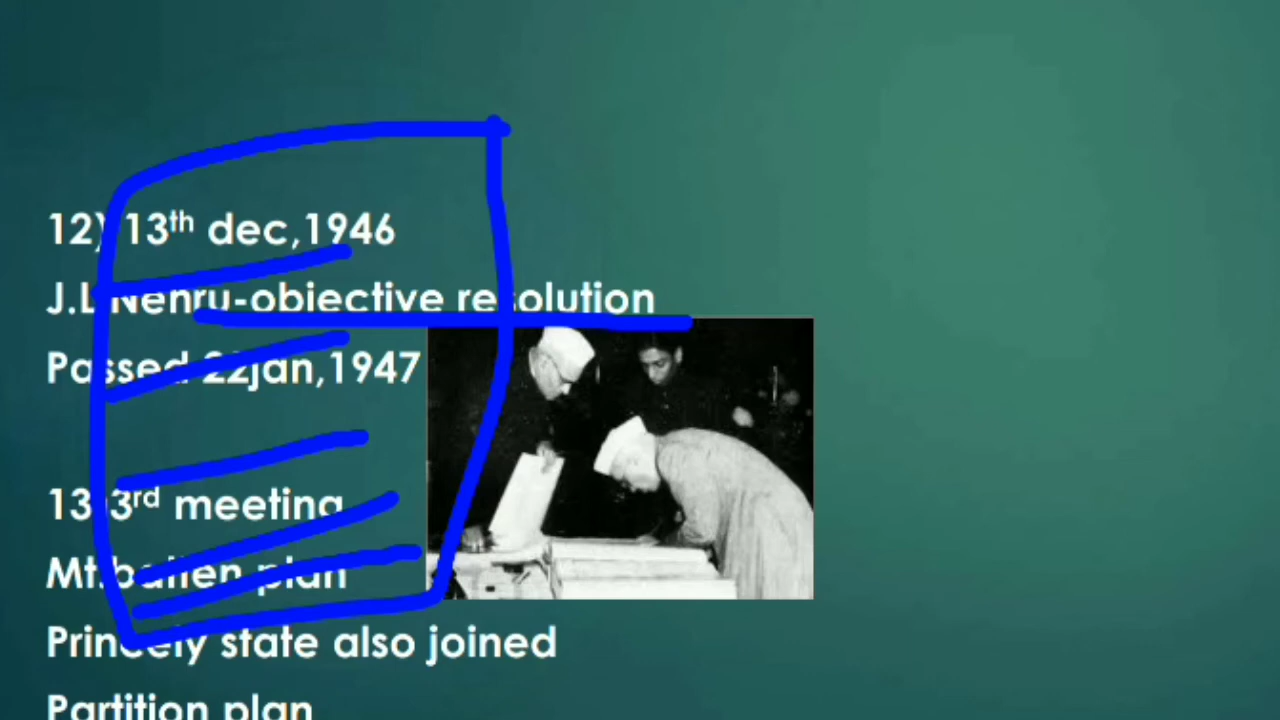 12) 13th dec,1946
J.L Nehru-objective resolution
Passed 22jan,1947
13)3rd meeting
Mt.batten plan
Princely state also joined
Partition plan